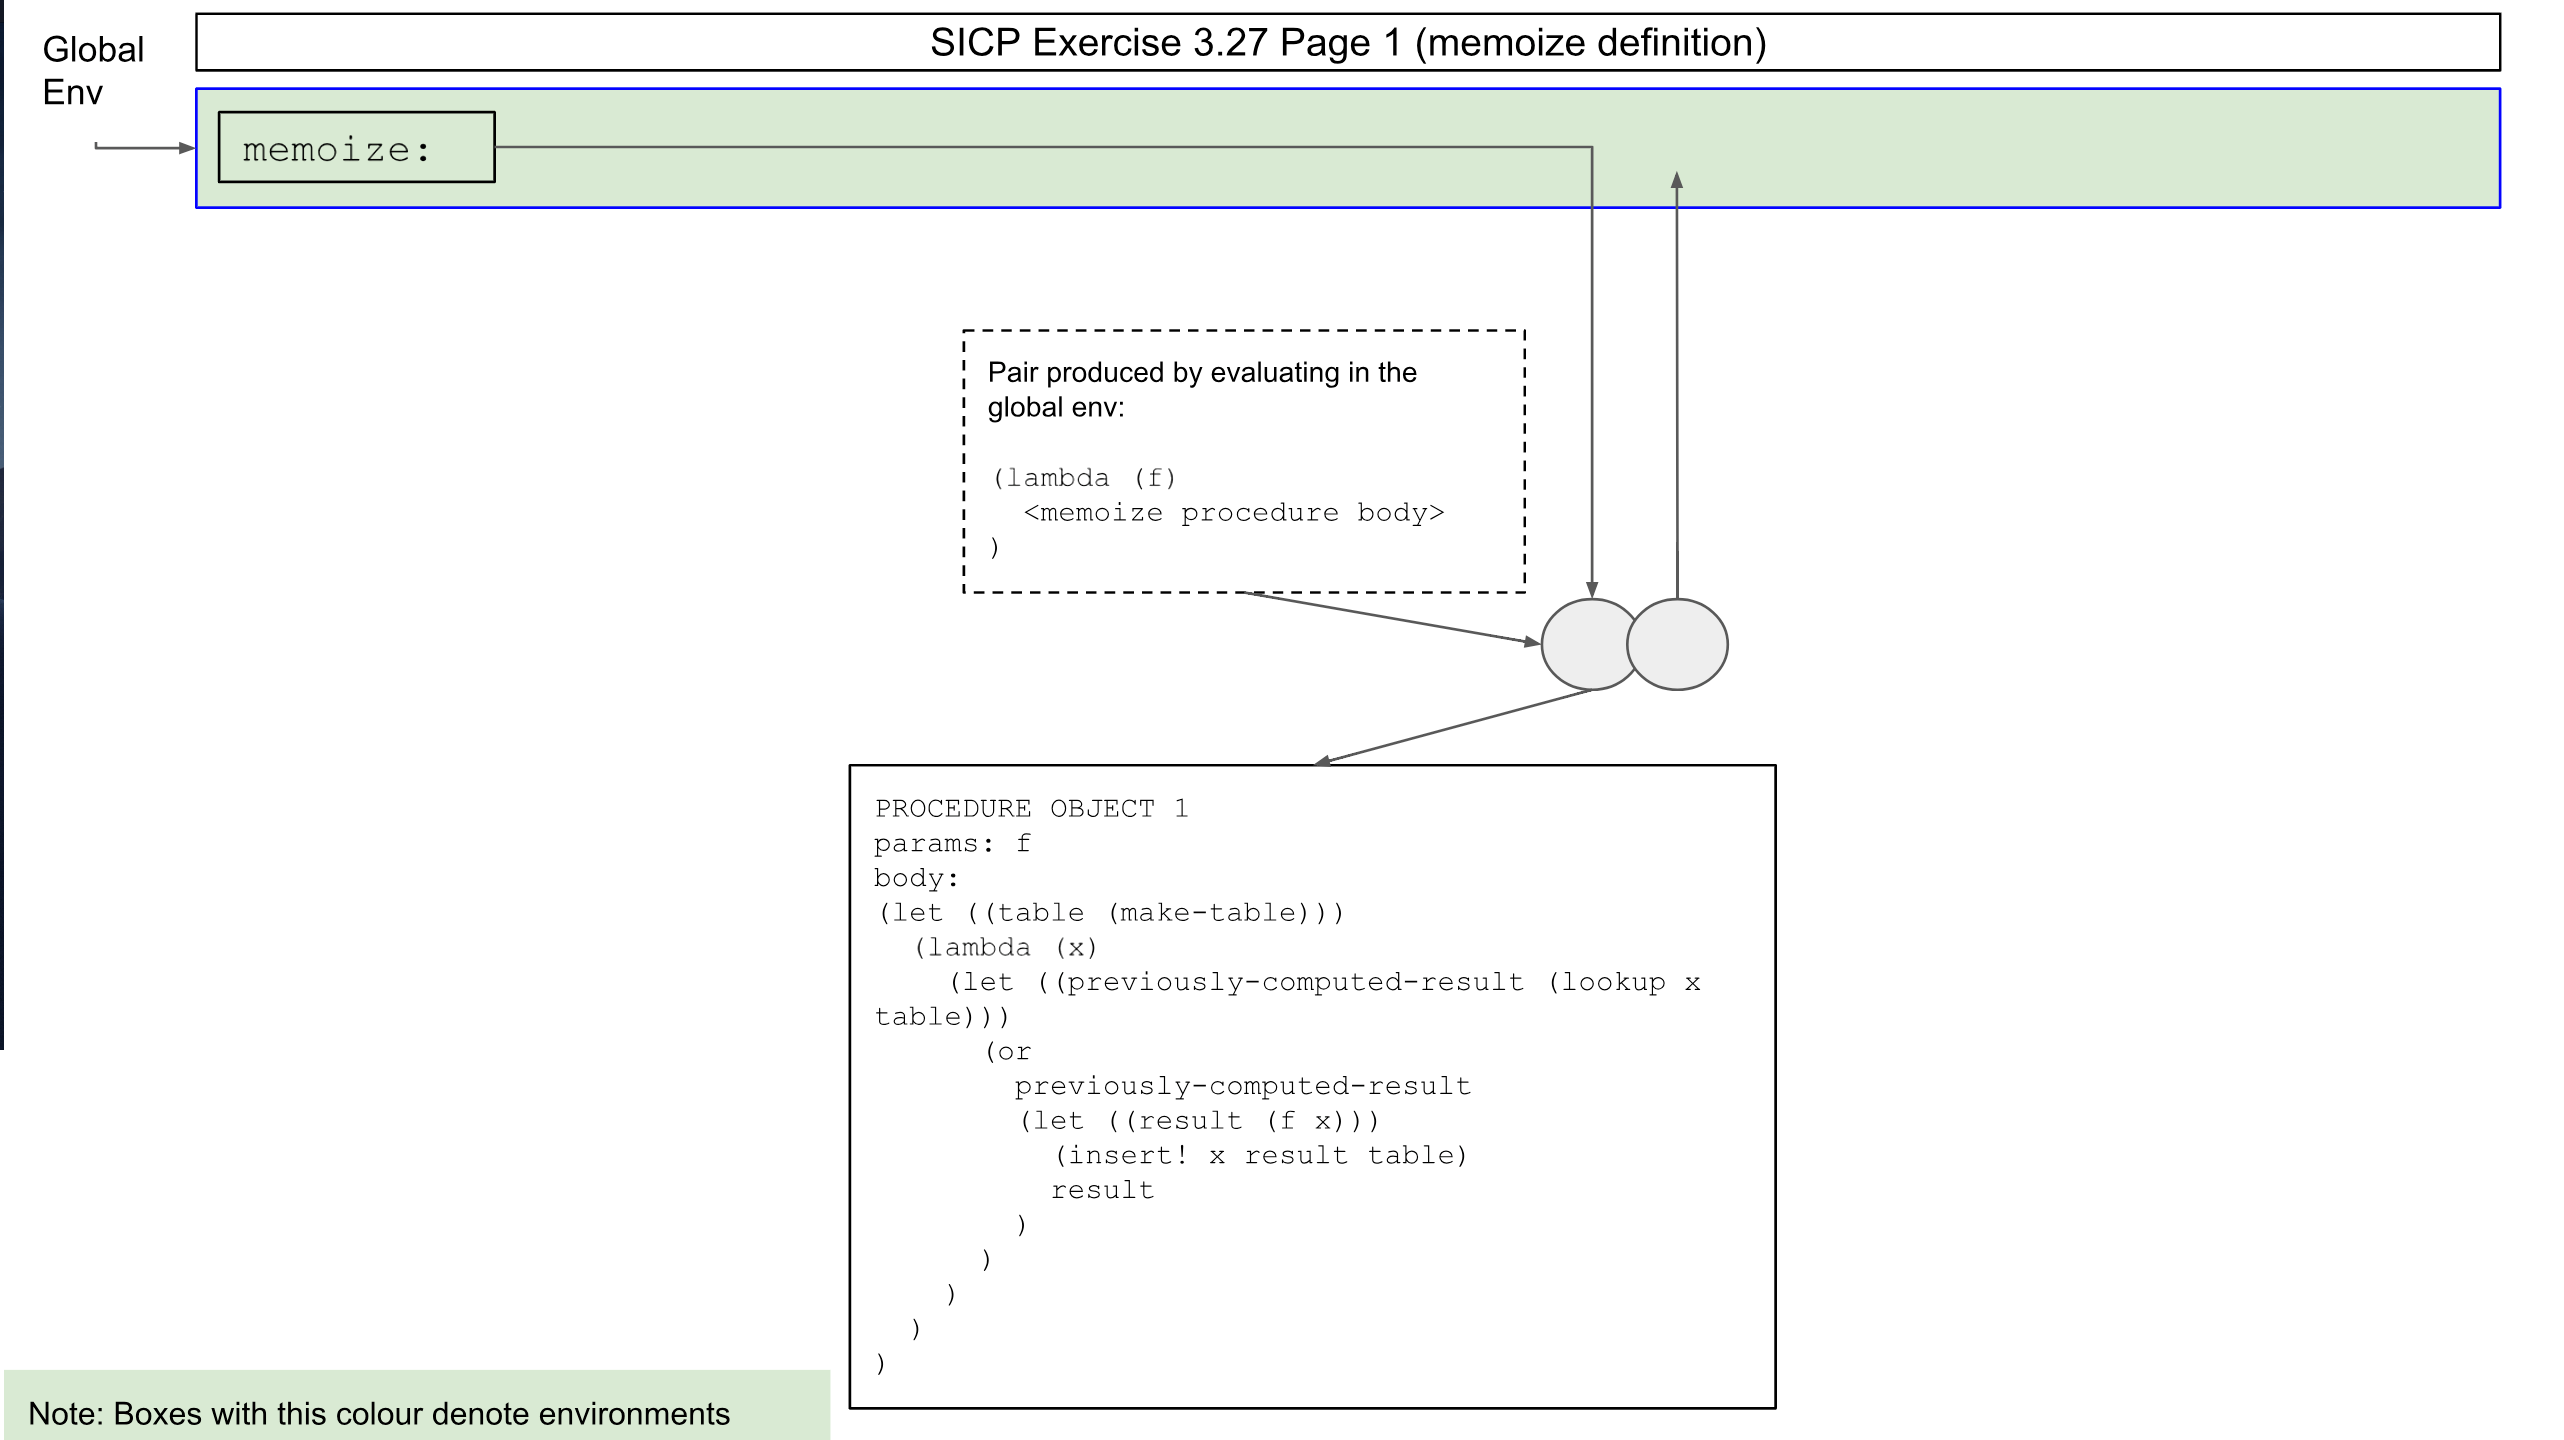 Global
Env
SICP Exercise 3.27 Page 1 (memoize definition)
memoize:
Pair produced by evaluating in the
global env:
(lambda (f)
  <memoize procedure body>
)
PROCEDURE OBJECT 1
params: f
body:
(let ((table (make-table)))
  (lambda (x)
    (let ((previously-computed-result (lookup x
table)))
      (or
        previously-computed-result
        (let ((result (f x)))
          (insert! x result table)
          result
        )
      )
    )
  )
)
Note: Boxes with this colour denote environments